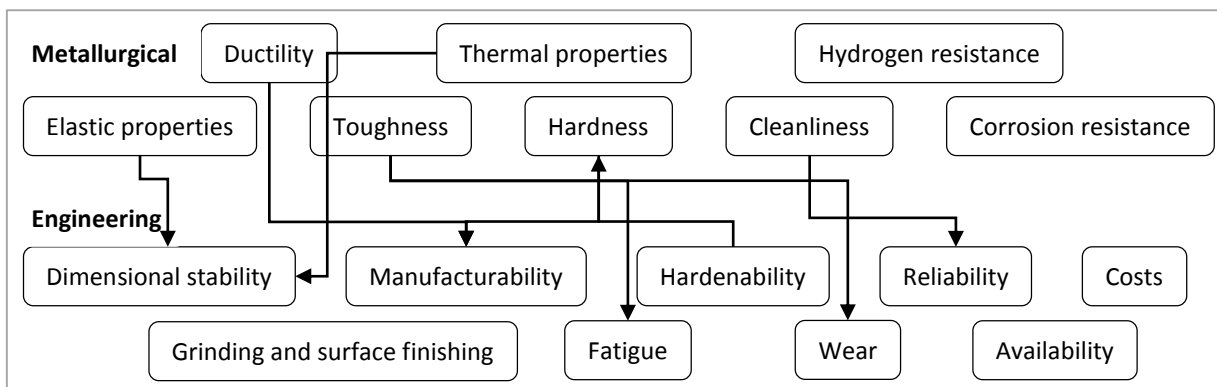 Metallurgical
Ductility
Thermal properties
Hydrogen resistance
Elastic properties
Toughness
Hardness
Cleanliness
Corrosion resistance
Engineering
Dimensional stability
Manufacturability
Hardenability
Reliability
Costs
Grinding and surface finishing
Fatigue
Wear
Availability